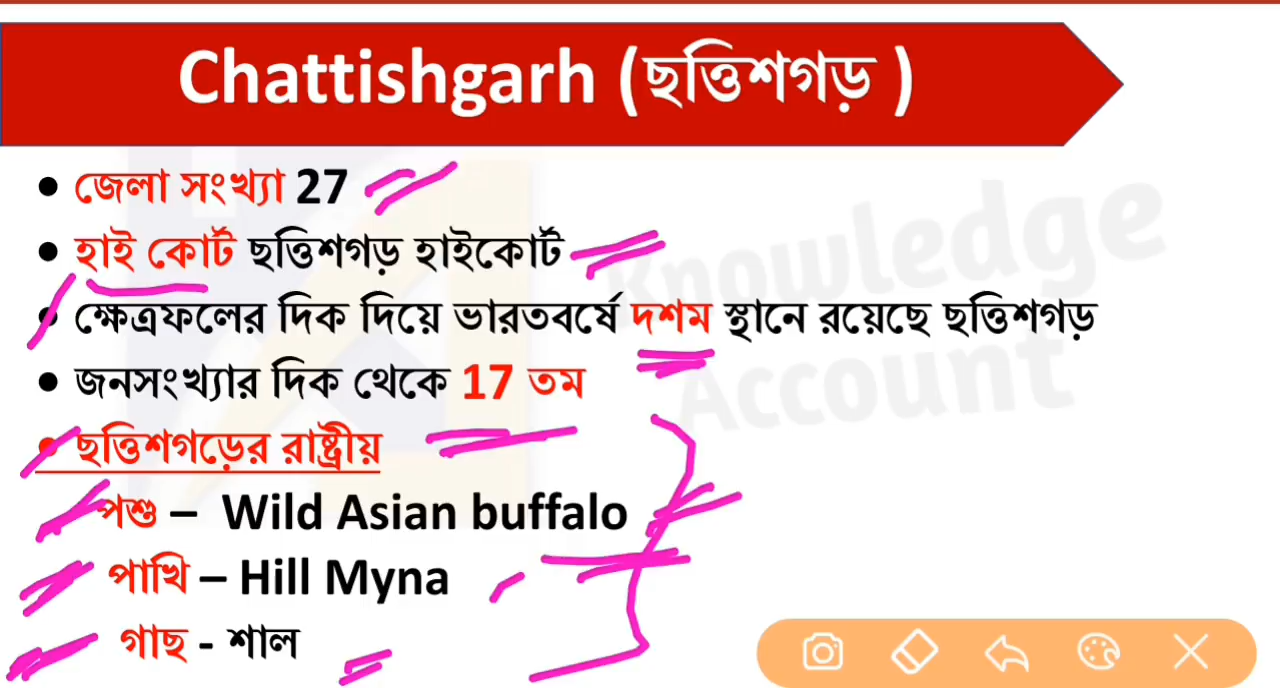 Chattishgarh (ছত্তিশগড় )
• জেলা সংখ্যা 27
• হাই কোর্ট ছত্তিশগড় হাইকোর্ট
• ক্ষেত্রফলের দিক দিয়ে ভারতবর্ষে দশম স্থানে রয়েছে ছত্তিশগড়
• জনসংখ্যার দিক থেকে 17 তম
• ছত্তিশগড়ের রাষ্ট্রীয়
পশু – Wild Asian buffalo
পাখি – Hill Myna
গাছ - শাল
Knowledge
Account